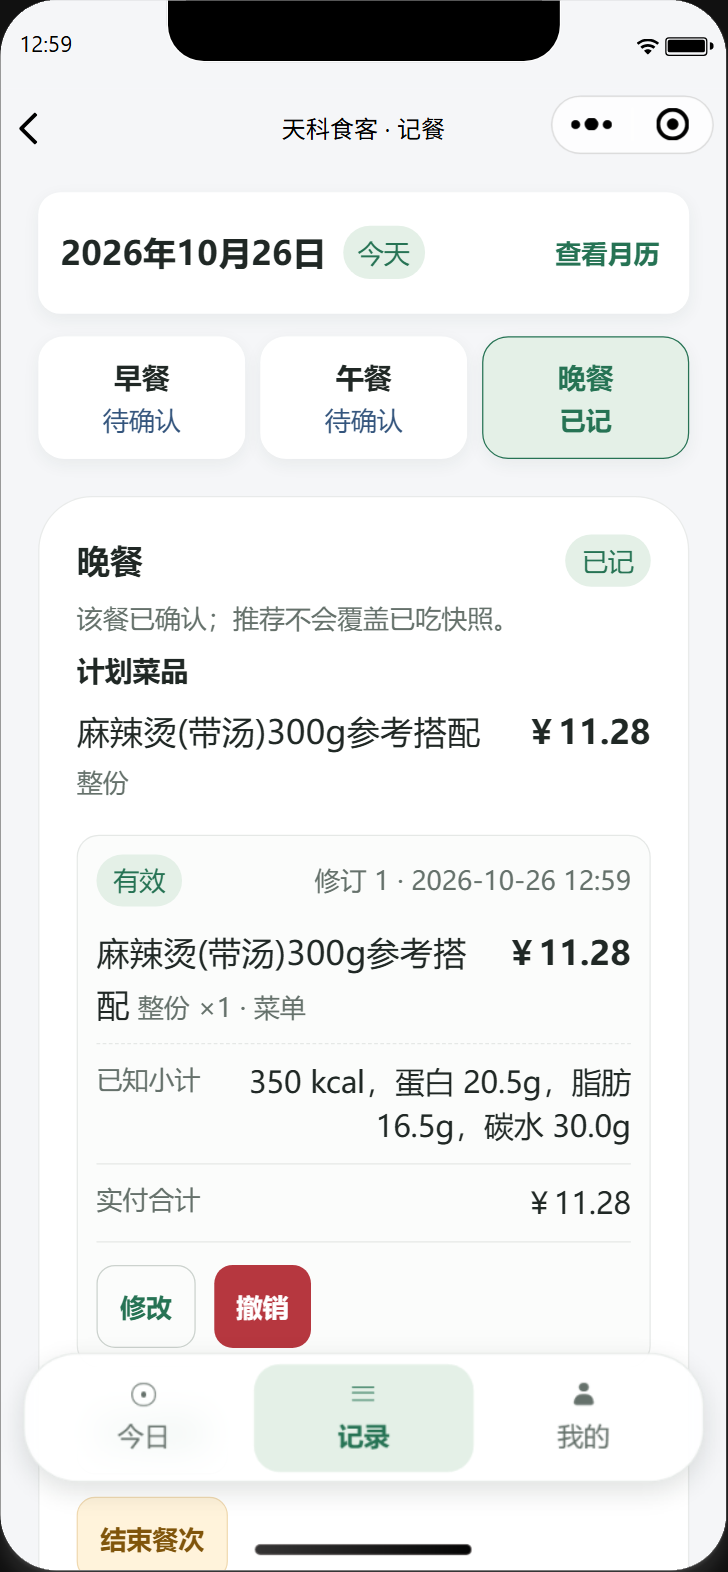 12:59
天科食客 · 记餐
2026年10月26日 今天 查看月历
早餐 午餐 晚餐
待确认 待确认 已记
晚餐 已记
该餐已确认；推荐不会覆盖已吃快照。
计划菜品
麻辣烫(带汤)300g参考搭配 ¥11.28
整份
有效 修订 1 · 2026-10-26 12:59
麻辣烫(带汤)300g参考搭 ¥11.28
配 整份 ×1 · 菜单
已知小计 350 kcal，蛋白 20.5g，脂肪
16.5g，碳水 30.0g
实付合计 ¥11.28
修改 撤销
今日 记录 我的
结束餐次